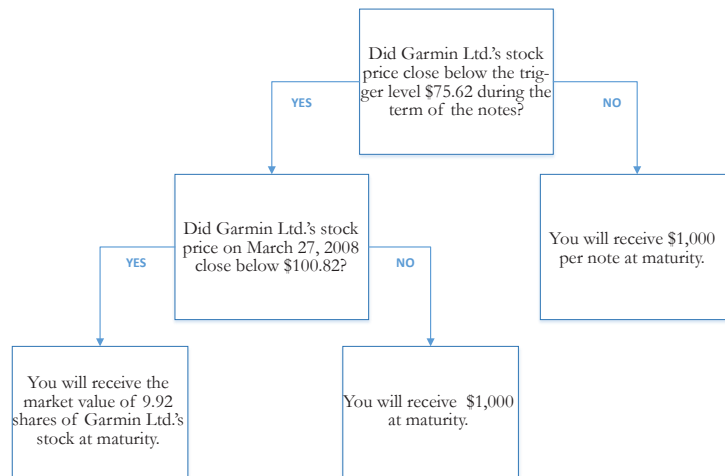 Did Garmin Ltd.'s stock
price close below the trig-
ger level $75.62 during the
term of the notes?
YES
NO
Did Garmin Ltd.'s stock
price on March 27, 2008
close below $100.82?
You will receive $1,000
per note at maturity.
YES
NO
You will receive the
market value of 9.92
shares of Garmin Ltd.'s
stock at maturity.
You will receive $1,000
at maturity.